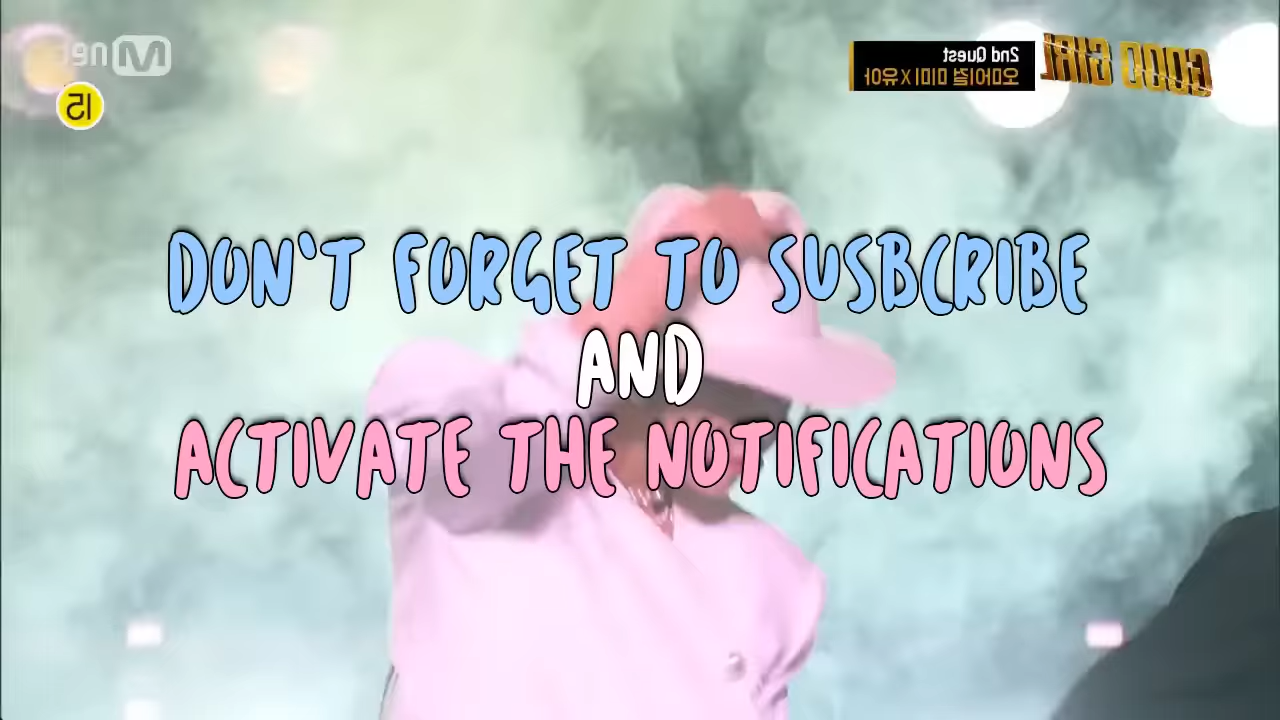 Mnet
15
2nd Quest
오마이걸 미미 X 유아
GOOD GIRL
DON'T FORGET TO SUSBCRIBE
AND
ACTIVATE THE NOTIFICATIONS